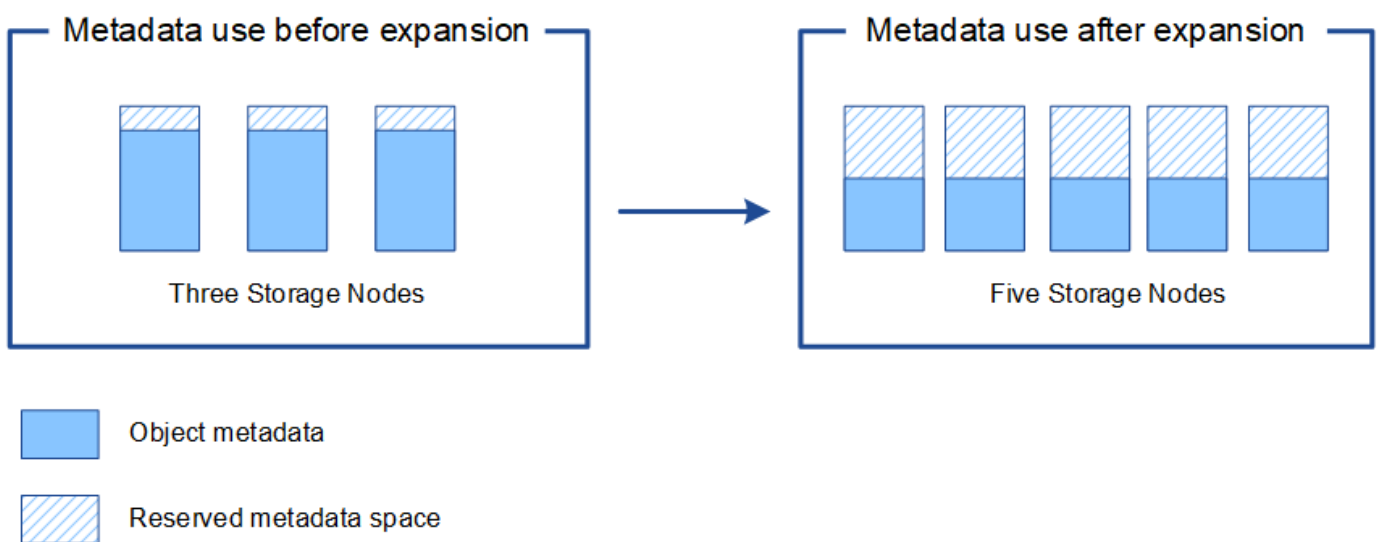 Metadata use before expansion
Metadata use after expansion
Three Storage Nodes
Five Storage Nodes
Object metadata
Reserved metadata space